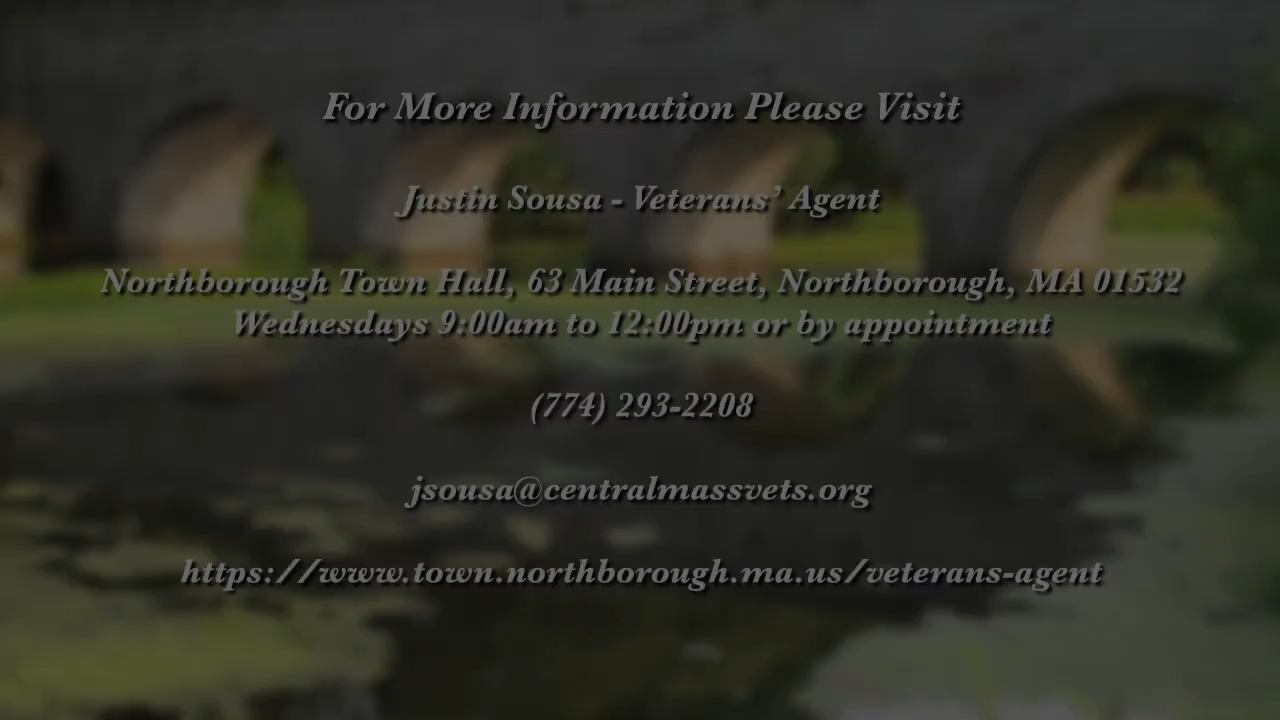 For More Information Please Visit
Justin Sousa - Veterans’ Agent
Northborough Town Hall, 63 Main Street, Northborough, MA 01532
Wednesdays 9:00am to 12:00pm or by appointment
(774) 293-2208
jsousa@centralmassvets.org
https://www.town.northborough.ma.us/veterans-agent